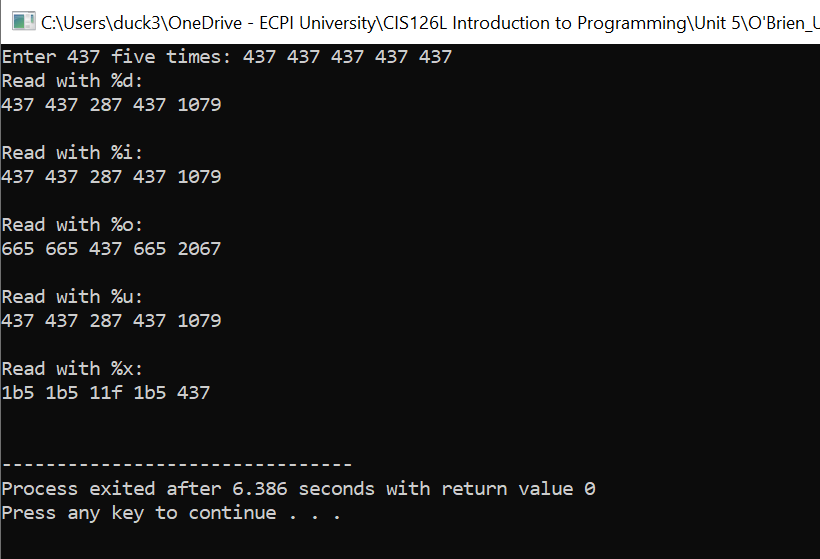 C:\Users\duck3\OneDrive - ECPI University\CIS126L Introduction to Programming\Unit 5\O'Brien_U
Enter 437 five times: 437 437 437 437 437
Read with %d:
437 437 287 437 1079
Read with %i:
437 437 287 437 1079
Read with %o:
665 665 437 665 2067
Read with %u:
437 437 287 437 1079
Read with %x:
1b5 1b5 11f 1b5 437
--------------------------------
Process exited after 6.386 seconds with return value 0
Press any key to continue . . .